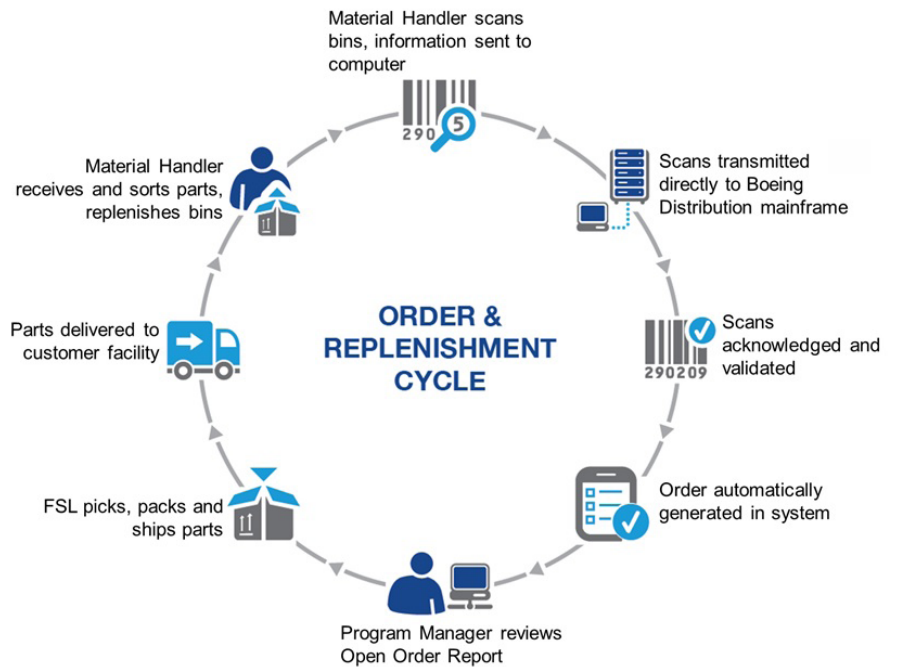 Material Handler scans
bins, information sent to
computer
290
5
Scans transmitted
directly to Boeing
Distribution mainframe
Scans
acknowledged and
validated
290209
Order automatically
generated in system
Program Manager reviews
Open Order Report
FSL picks, packs and
ships parts
Parts delivered to
customer facility
Material Handler
receives and sorts parts,
replenishes bins
ORDER &
REPLENISHMENT
CYCLE